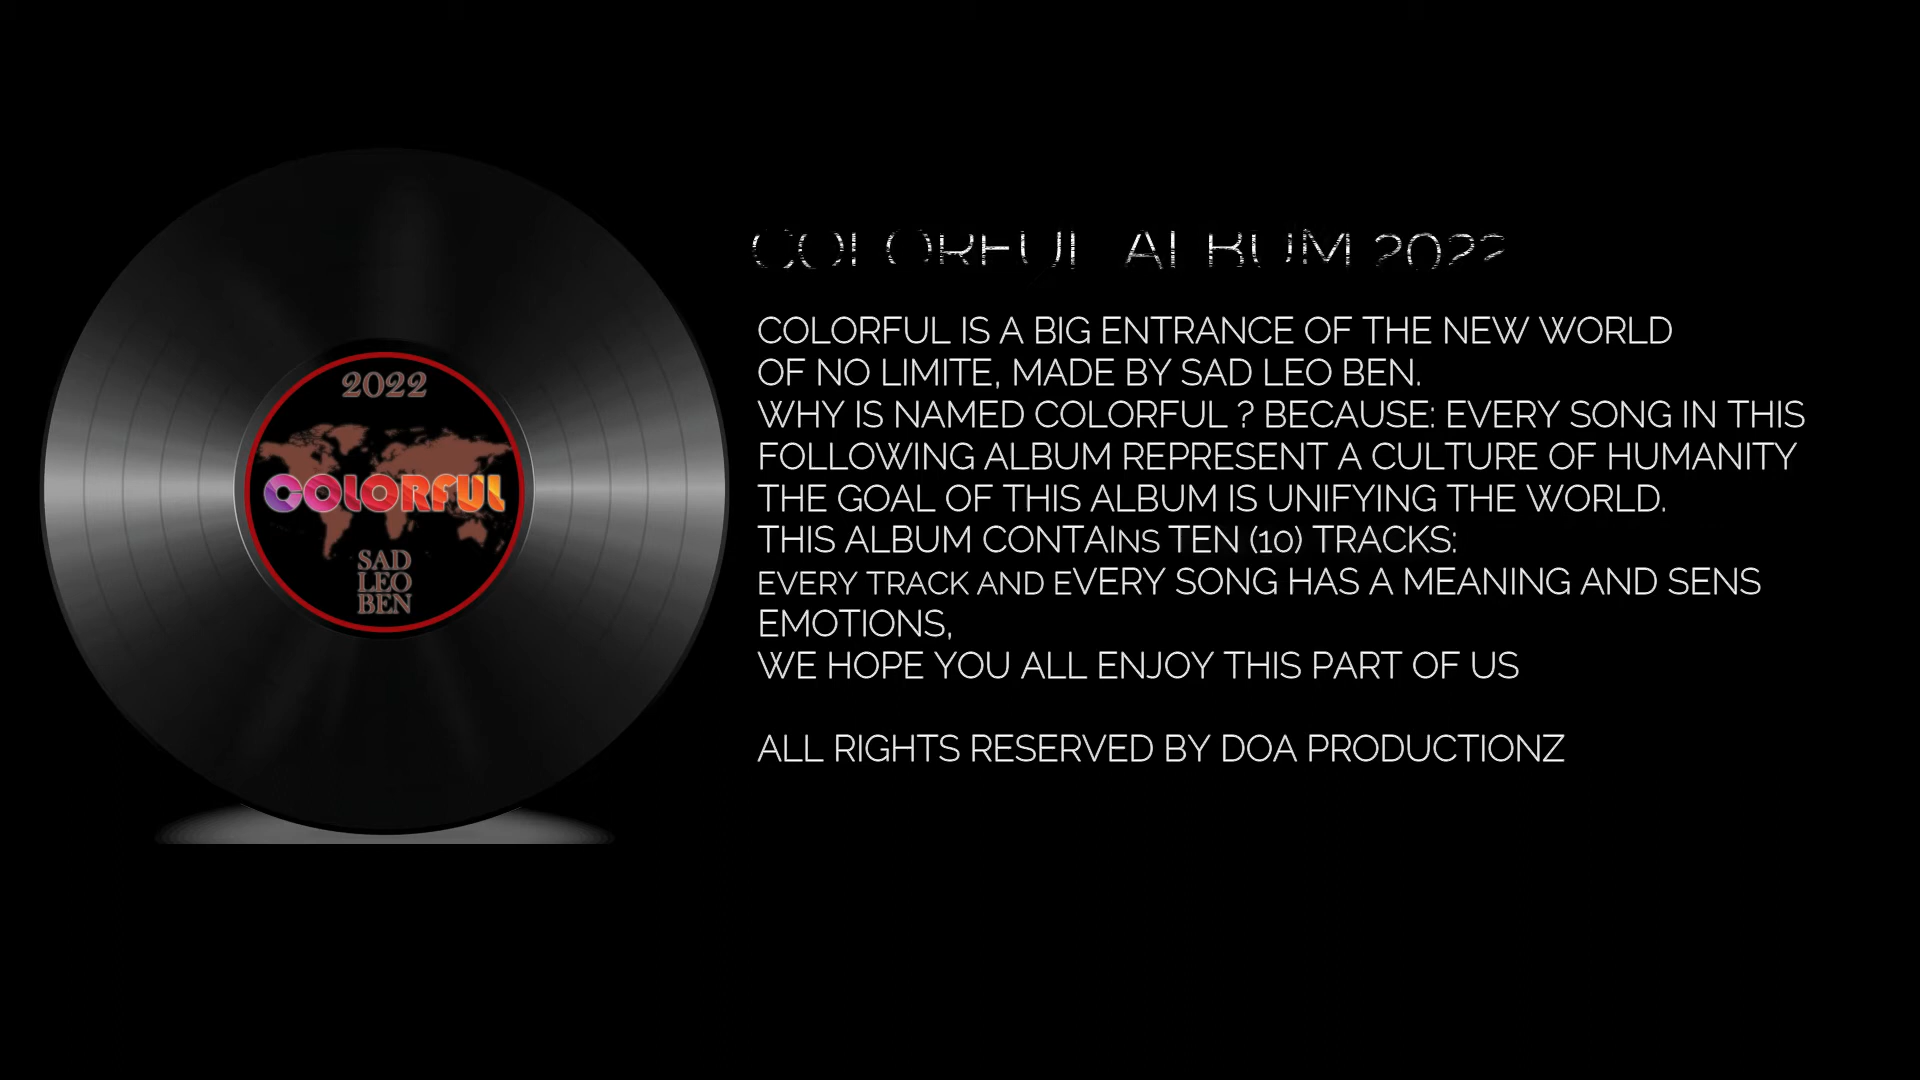 2022
COLORFUL
SAD
LEO
BEN
COLORFUL ALBUM 2022
COLORFUL IS A BIG ENTRANCE OF THE NEW WORLD
OF NO LIMITE, MADE BY SAD LEO BEN.
WHY IS NAMED COLORFUL ? BECAUSE: EVERY SONG IN THIS
FOLLOWING ALBUM REPRESENT A CULTURE OF HUMANITY
THE GOAL OF THIS ALBUM IS UNIFYING THE WORLD.
THIS ALBUM CONTAINS TEN (10) TRACKS:
EVERY TRACK AND EVERY SONG HAS A MEANING AND SENS
EMOTIONS,
WE HOPE YOU ALL ENJOY THIS PART OF US
ALL RIGHTS RESERVED BY DOA PRODUCTIONZ